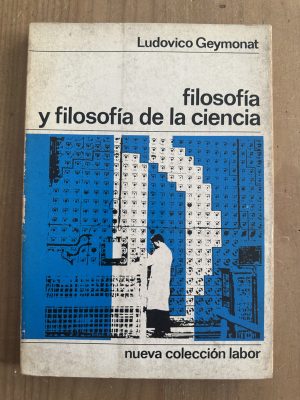 Ludovico Geymonat
filosofía
y filosofía de la ciencia
nueva colección labor